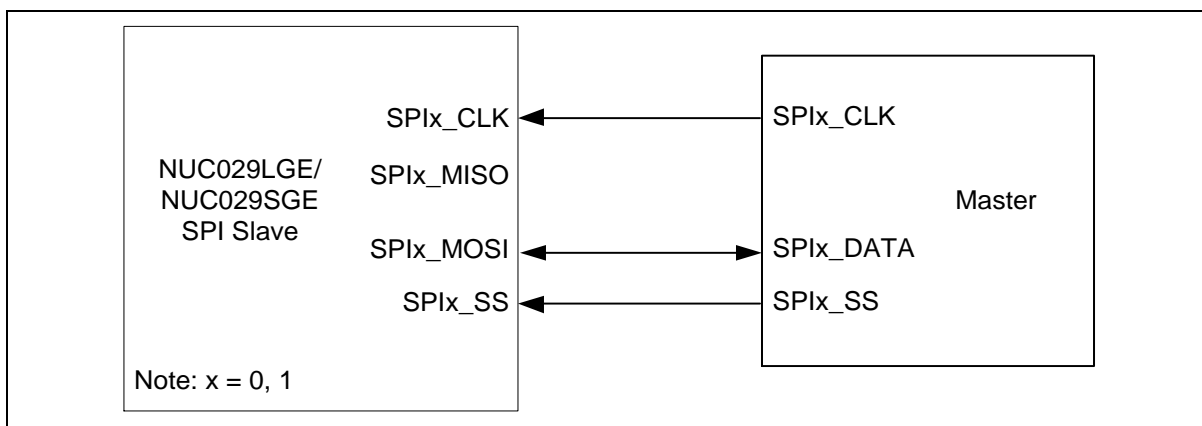 SPIx_CLK
SPIx_MISO
NUC029LGE/
NUC029SGE
SPI Slave
SPIx_MOSI
SPIx_SS
Note: x = 0, 1
SPIx_CLK
Master
SPIx_DATA
SPIx_SS